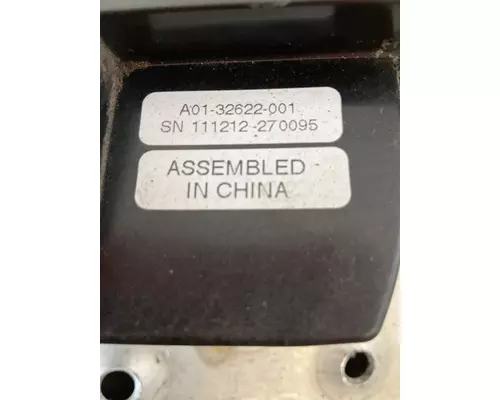 A01-32622-001
SN 111212-270095
ASSEMBLED
IN CHINA